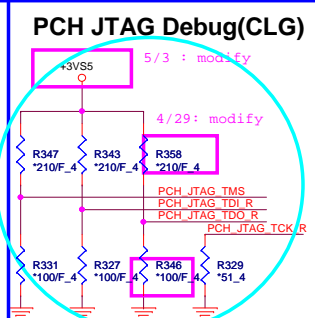 PCH JTAG Debug(CLG)
+3VS5
5/3 : modify
4/29: modify
R347
*210/F_4
R343
*210/F_4
R358
*210/F_4
PCH_JTAG_TMS
PCH_JTAG_TDI_R
PCH_JTAG_TDO_R
PCH_JTAG_TCK_R
R331
*100/F_4
R327
*100/F_4
R346
*100/F_4
R329
*51_4